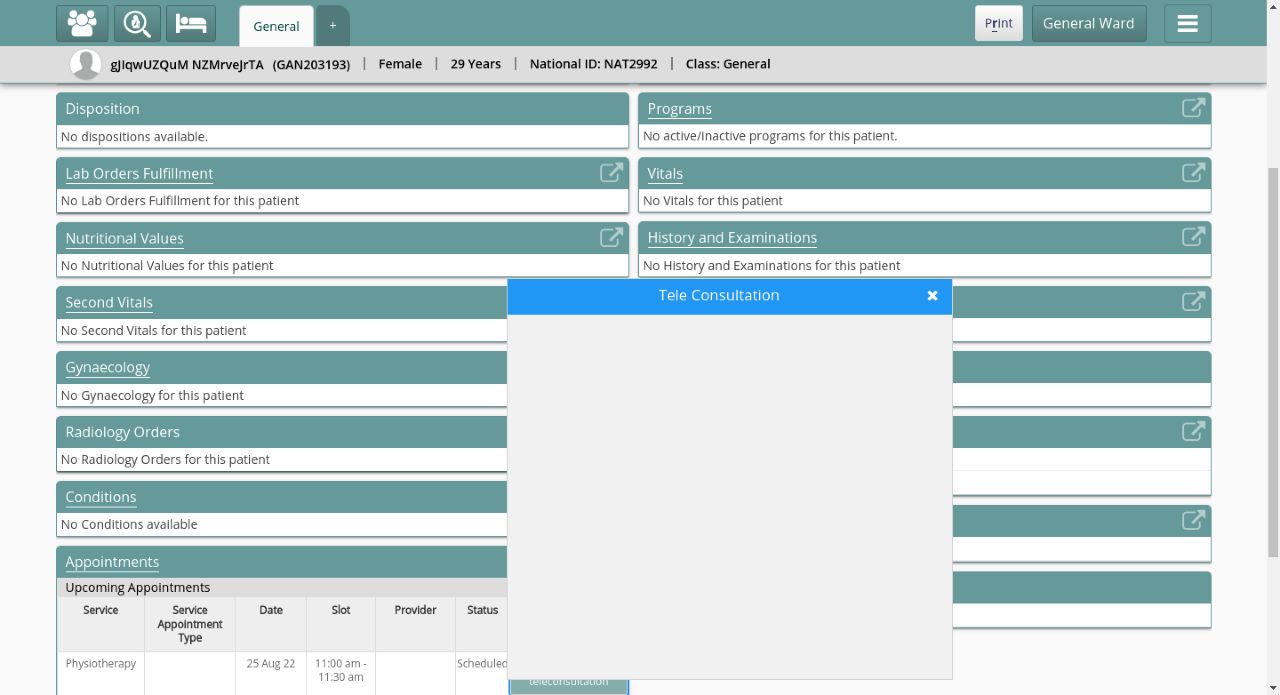 General
+
Print
General Ward
gJIqwUZQuM NZMrveJrTA (GAN203193) | Female | 29 Years | National ID: NAT2992 | Class: General
Disposition
No dispositions available.
Programs
No active/inactive programs for this patient.
Lab Orders Fulfillment
No Lab Orders Fulfillment for this patient
Vitals
No Vitals for this patient
Nutritional Values
No Nutritional Values for this patient
History and Examinations
No History and Examinations for this patient
Second Vitals
No Second Vitals for this patient
Tele Consultation
Gynaecology
No Gynaecology for this patient
Radiology Orders
No Radiology Orders for this patient
Conditions
No Conditions available
Appointments
Upcoming Appointments
Service
Service Appointment Type
Date
Slot
Provider
Status
Physiotherapy
25 Aug 22
11:00 am -
11:30 am
Scheduled
teleconsultation